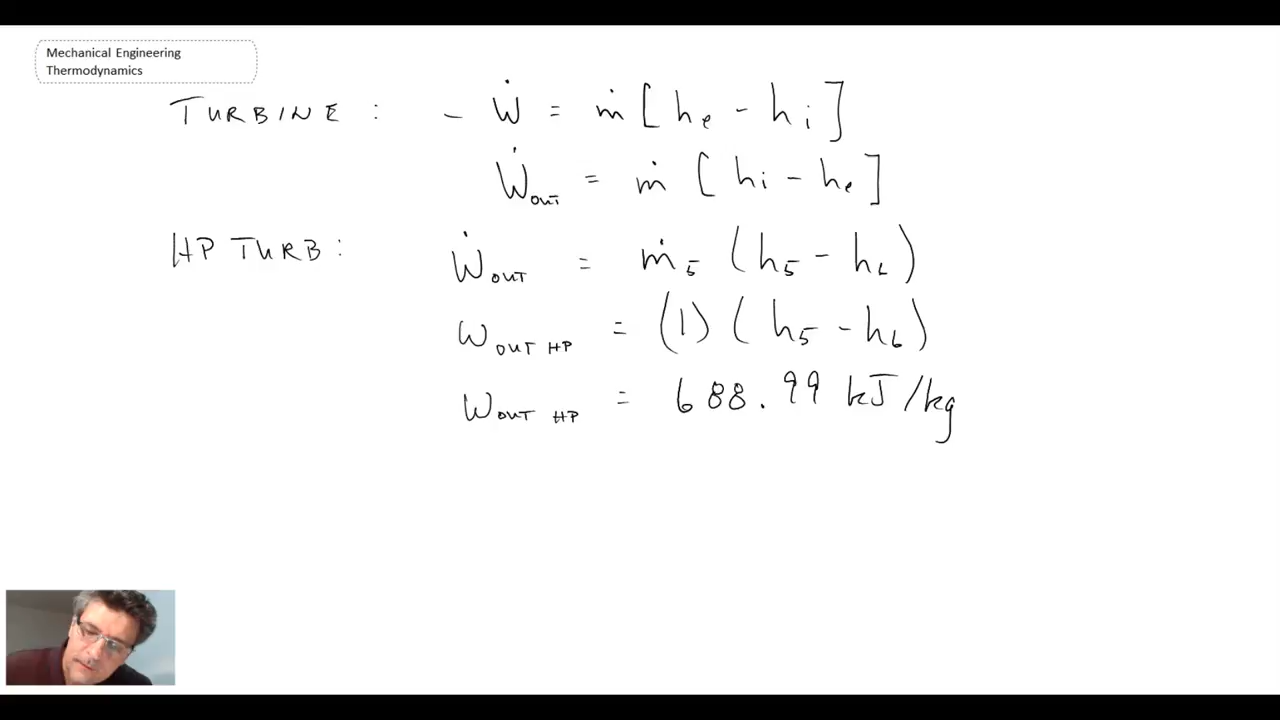 Mechanical Engineering
Thermodynamics
TURBINE : - Ẇ = ṁ [ he - hi ]
ẆOUT = ṁ [ hi - he ]
HP TURB : ẆOUT = ṁ5 ( h5 - h6 )
wOUT HP = (1) ( h5 - h6 )
wOUT HP = 688.99 kJ/kg